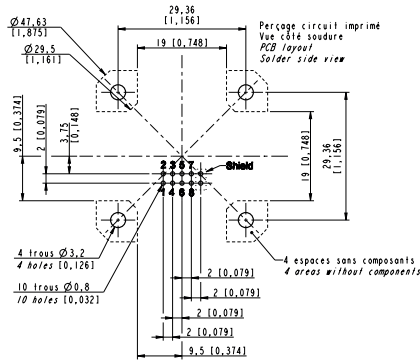 29,36
[1,156]
Ø47,63
[1,875]
Ø29,5
[1,161]
19 [0,748]
Perçage circuit imprimé
Vue côté soudure
PCB layout
Solder side view
9,5 [0,374]
2 [0,079]
3,75
[0,148]
2 3 6 7
Shield
1 4 5 8
19 [0,748]
29,36
[1,156]
4 trous Ø3,2
4 holes [0,126]
10 trous Ø0,8
10 holes [0,032]
4 espaces sans composants
4 areas without components
2 [0,079]
2 [0,079]
2 [0,079]
2 [0,079]
9,5 [0,374]